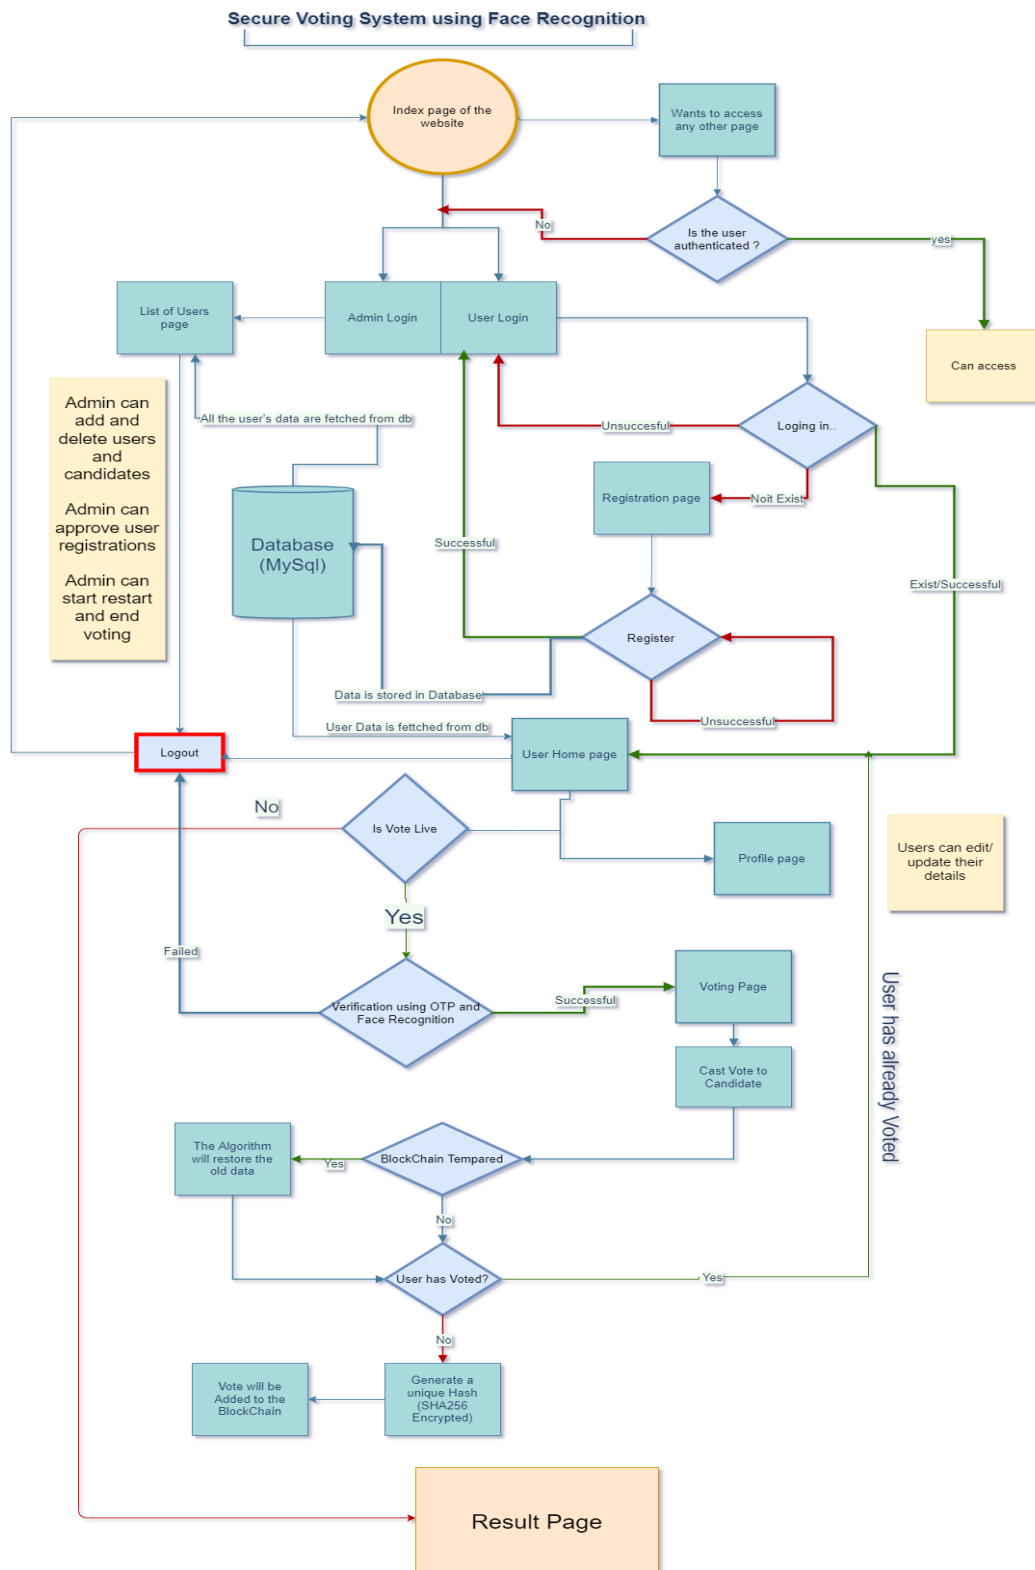 Secure Voting System using Face Recognition
Index page of the
website
Wants to access
any other page
No
Is the user
authenticated ?
yes
List of Users
page
Admin Login
User Login
Can access
Admin can
add and
delete users
and
candidates
Admin can
approve user
registrations
Admin can
start restart
and end
voting
All the user's data are fetched from db
Unsuccesful
Loging in..
Registration page
Noit Exist
Database
(MySql)
Successful
Exist/Successful
Register
Data is stored in Database
Unsuccessful
User Data is fettched from db
Logout
User Home page
No
Is Vote Live
Profile page
Users can edit/
update their
details
Yes
Failed
Verification using OTP and
Face Recognition
Successful
Voting Page
User has already Voted
Cast Vote to
Candidate
The Algorithm
will restore the
old data
Yes
BlockChain Tempared
No
User has Voted?
Yes
No
Vote will be
Added to the
BlockChain
Generate a
unique Hash
(SHA256
Encrypted)
Result Page